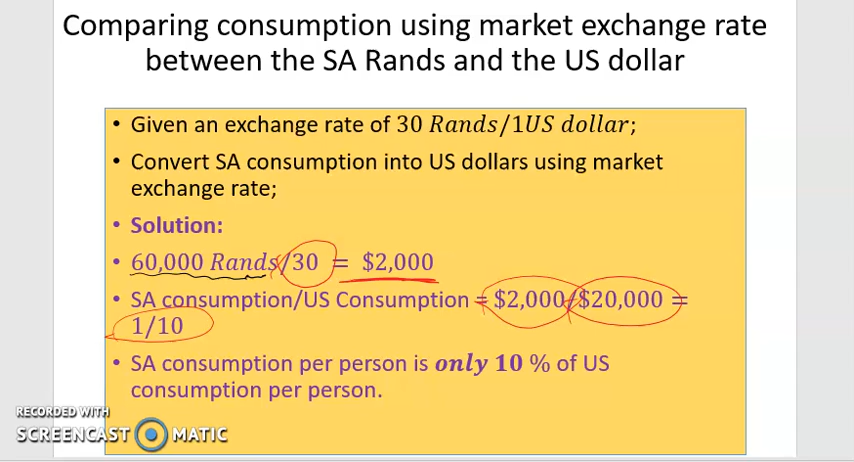 Comparing consumption using market exchange rate
between the SA Rands and the US dollar
• Given an exchange rate of 30 Rands/1US dollar;
• Convert SA consumption into US dollars using market
exchange rate;
• Solution:
• 60,000 Rands/30 = $2,000
• SA consumption/US Consumption = $2,000/$20,000 =
1/10
• SA consumption per person is only 10 % of US
consumption per person.
RECORDED WITH
SCREENCAST MATIC